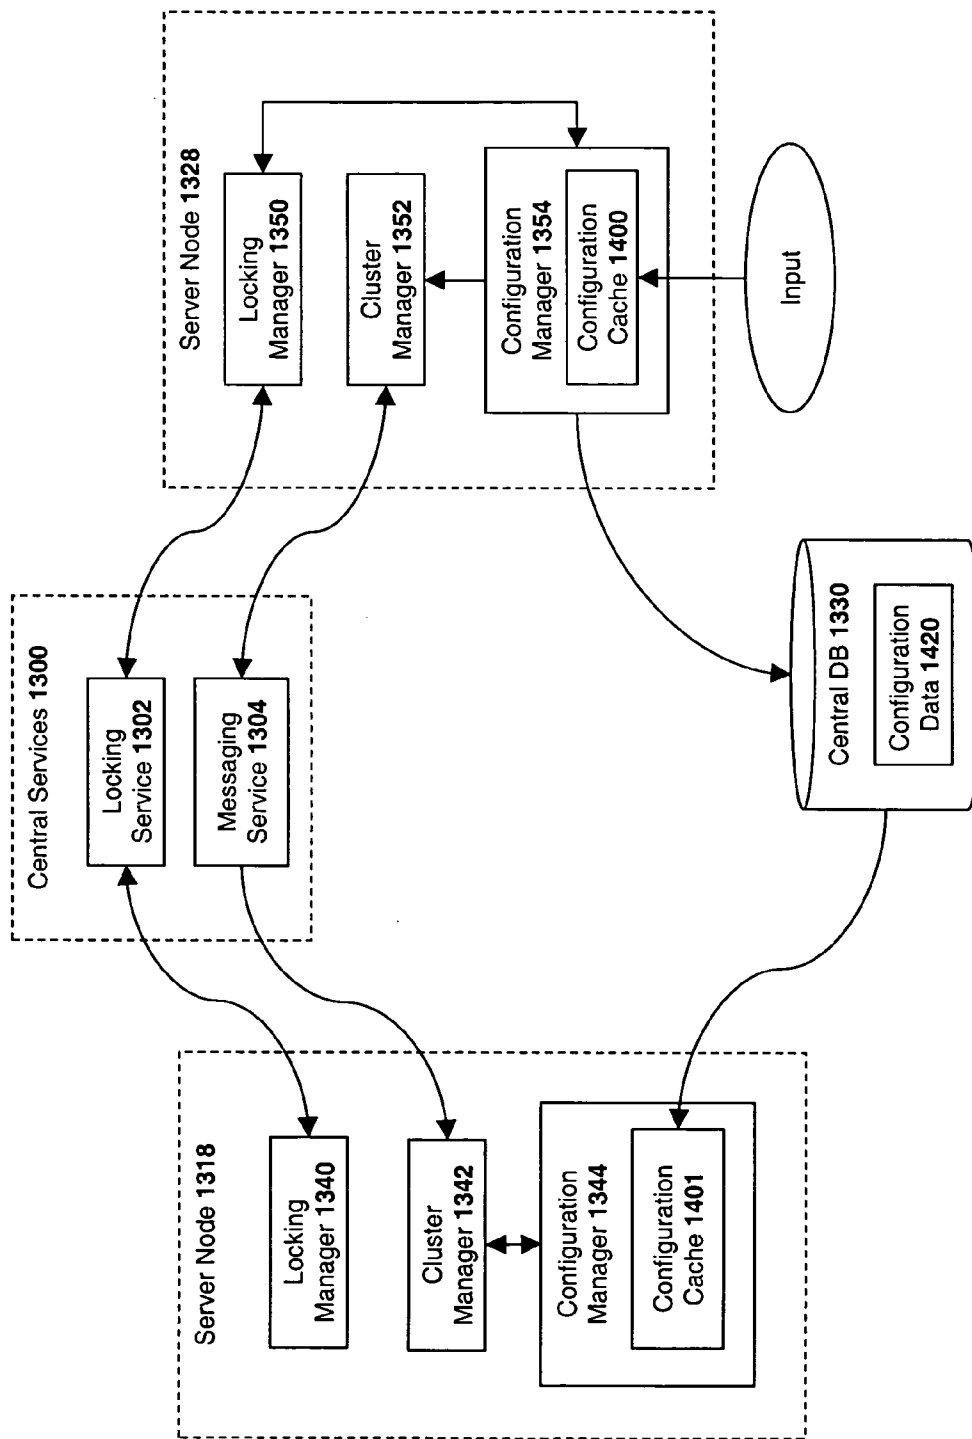 Server Node 1318
Locking
Manager 1340
Cluster
Manager 1342
Configuration
Manager 1344
Configuration
Cache 1401
Central Services 1300
Locking
Service 1302
Messaging
Service 1304
Central DB 1330
Configuration
Data 1420
Server Node 1328
Locking
Manager 1350
Cluster
Manager 1352
Configuration
Manager 1354
Configuration
Cache 1400
Input